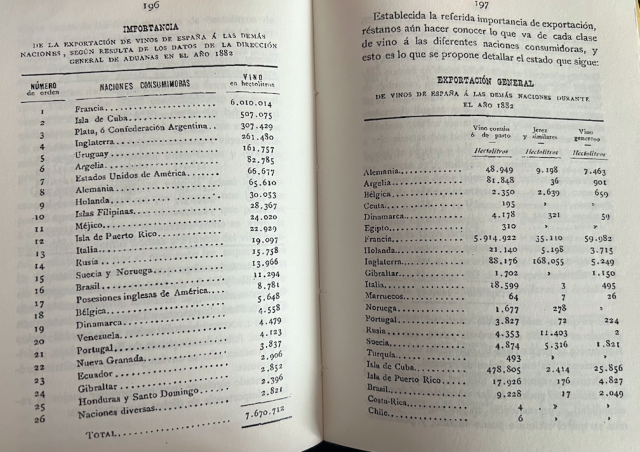 196
IMPORTANCIA
DE LA EXPORTACIÓN DE VINOS DE ESPAÑA Á LAS DEMÁS
NACIONES, SEGÚN RESULTA DE LOS DATOS DE LA DIRECCIÓN
GENERAL DE ADUANAS EN EL AÑO 1882
NÚMERO de orden NACIONES CONSUMIMORAS VINO en hectolitros
1 Francia 6.010.014
2 Isla de Cuba 507.075
3 Plata, ó Confederación Argentina 307.429
4 Inglaterra 261.480
5 Uruguay 161.757
6 Argelia 82.785
7 Estados Unidos de América 66.677
8 Alemania 65.610
9 Holanda 30.053
10 Islas Filipinas 28.367
11 Méjico 24.020
12 Isla de Puerto Rico 22.929
13 Italia 19.097
14 Rusia 15.758
15 Suecia y Noruega 13.966
16 Brasil 11.294
17 Posesiones inglesas de América 8.781
18 Bélgica 5.648
19 Dinamarca 4.558
20 Venezuela 4.479
21 Portugal 4.123
22 Nueva Granada 3.837
23 Ecuador 2.906
24 Gibraltar 2.852
25 Honduras y Santo Domingo 2.396
26 Naciones diversas 2.821
TOTAL 7.670.712
197
Establecida la referida importancia de exportación,
réstanos aún hacer conocer lo que va de cada clase
de vino á las diferentes naciones consumidoras, y
esto es lo que se propone detallar el estado que sigue:
EXPORTACIÓN GENERAL
DE VINOS DE ESPAÑA Á LAS DEMÁS NACIONES DURANTE
EL AÑO 1882
Vino común ó de pasto Jerez y similares Vino generoso
Hectolitros Hectolitros Hectolitros
Alemania 48.949 9.198 7.463
Argelia 81.848 36 901
Bélgica 2.350 2.639 659
Ceuta 195 » »
Dinamarca 4.178 321 59
Egipto 310 » »
Francia 5.914.922 35.110 59.982
Holanda 21.140 5.198 3.715
Inglaterra 88.176 168.055 5.249
Gibraltar 1.702 » 1.150
Italia 18.599 3 495
Marruecos 64 7 26
Noruega 1.677 278 »
Portugal 3.827 72 224
Rusia 4.353 11.403 2
Suecia 4.874 5.316 1.821
Turquía 493 » »
Isla de Cuba 478.805 2.414 25.856
Isla de Puerto Rico 17.926 176 4.827
Brasil 9.228 17 2.049
Costa-Rica 4 » »
Chile 6 » »